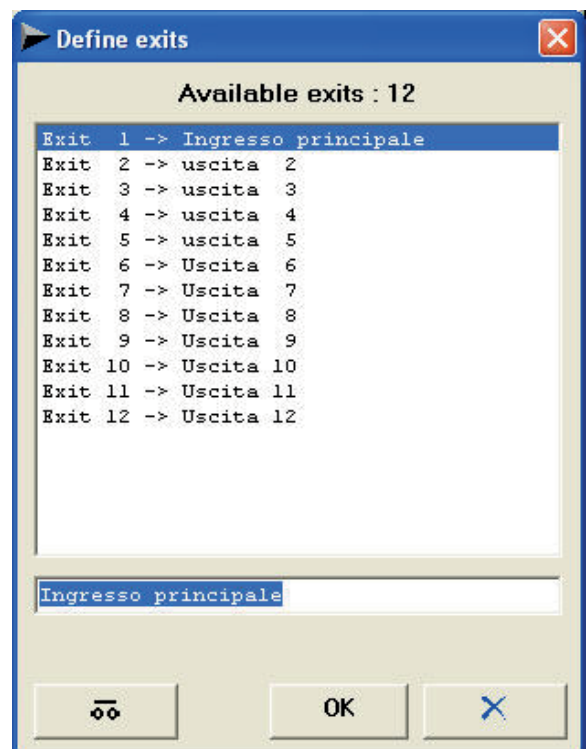 Define exits
Available exits : 12
Exit  1 -> Ingresso principale
Exit  2 -> uscita  2
Exit  3 -> uscita  3
Exit  4 -> uscita  4
Exit  5 -> uscita  5
Exit  6 -> Uscita  6
Exit  7 -> Uscita  7
Exit  8 -> Uscita  8
Exit  9 -> Uscita  9
Exit 10 -> Uscita 10
Exit 11 -> Uscita 11
Exit 12 -> Uscita 12
Ingresso principale
OK